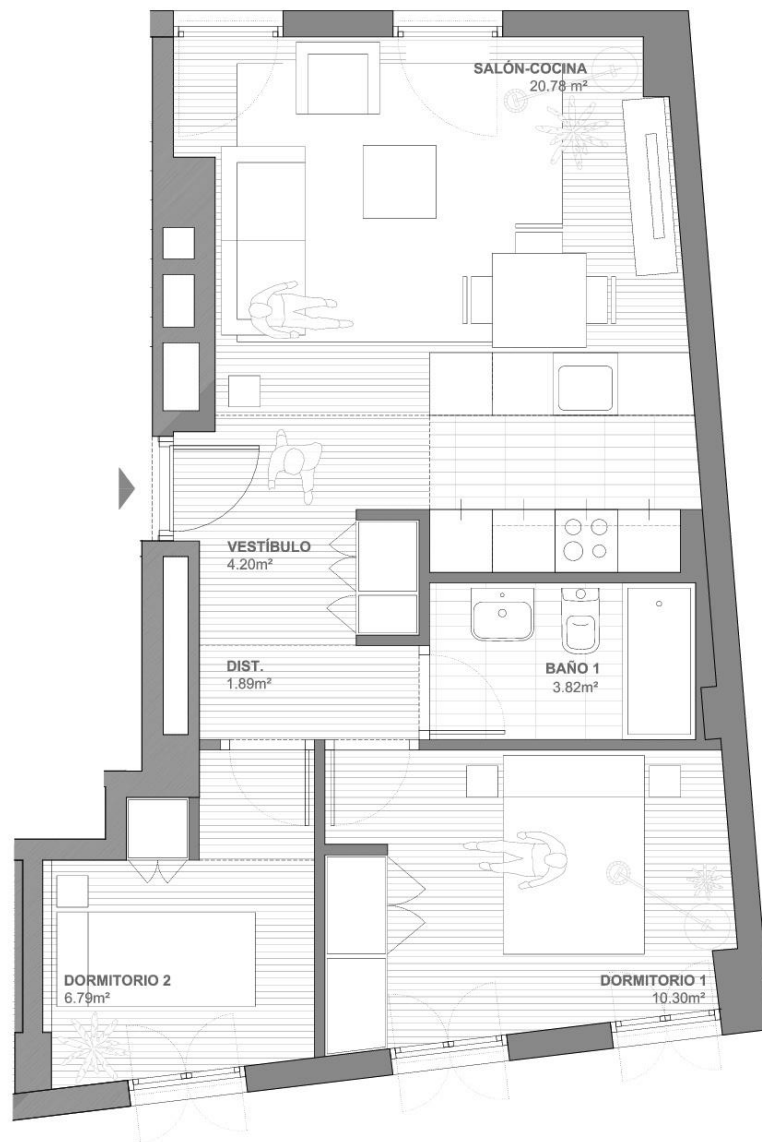 SALÓN-COCINA
20.78 m²
VESTÍBULO
4.20m²
DIST.
1.89m²
BAÑO 1
3.82m²
DORMITORIO 2
6.79m²
DORMITORIO 1
10.30m²